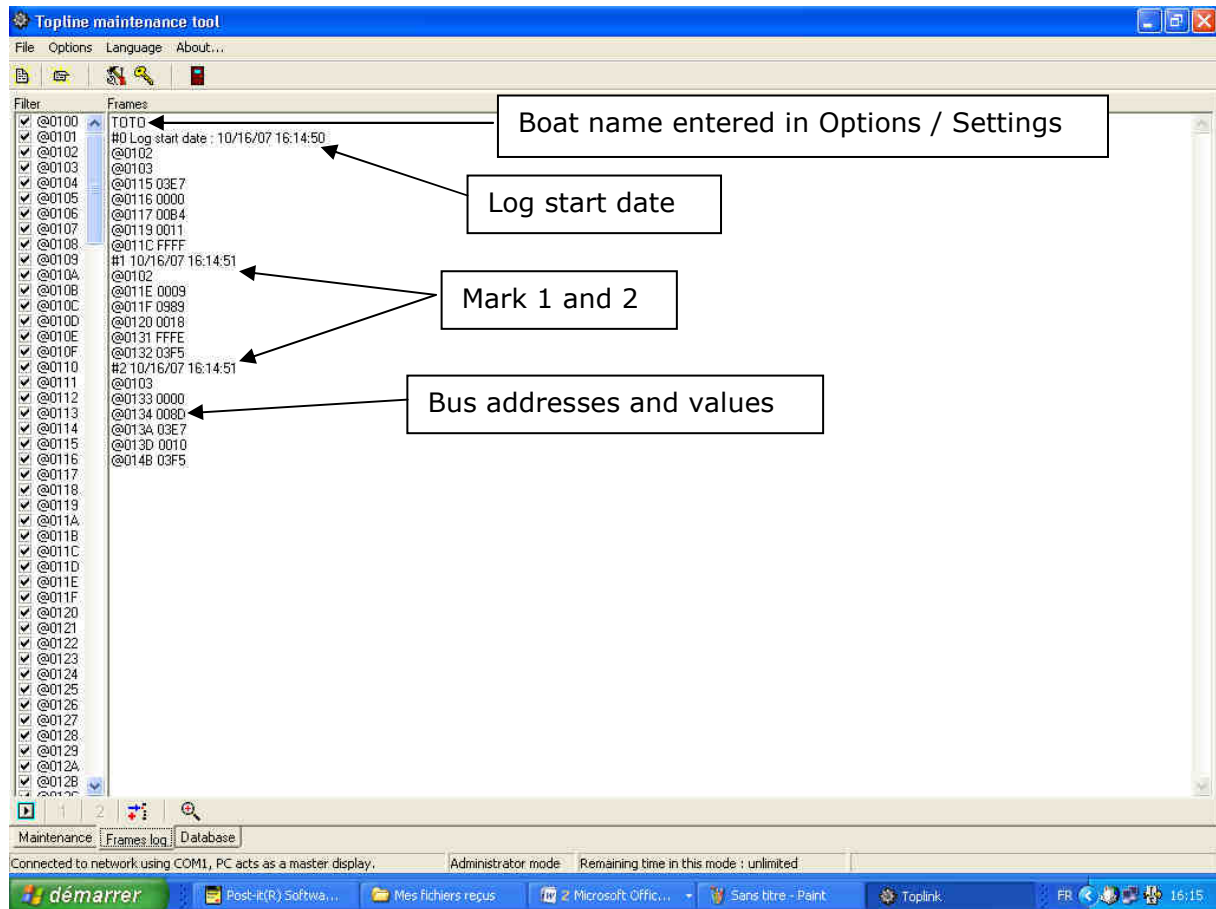 Topline maintenance tool
File Options Language About...
Filter Frames
@0100
@0101
@0102
@0103
@0104
@0105
@0106
@0107
@0108
@0109
@010A
@010B
@010C
@010D
@010E
@010F
@0110
@0111
@0112
@0113
@0114
@0115
@0116
@0117
@0118
@0119
@011A
@011B
@011C
@011D
@011E
@011F
@0120
@0121
@0122
@0123
@0124
@0125
@0126
@0127
@0128
@0129
@012A
@012B
TOTO
#0 Log start date : 10/16/07 16:14:50
@0102
@0103
@0115 03E7
@0116 0000
@0117 00B4
@0119 0011
@011C FFFF
#1 10/16/07 16:14:51
@0102
@011E 0009
@011F 0989
@0120 0018
@0131 FFFE
@0132 03F5
#2 10/16/07 16:14:51
@0103
@0133 0000
@0134 008D
@013A 03E7
@013D 0010
@014B 03F5
Boat name entered in Options / Settings
Log start date
Mark 1 and 2
Bus addresses and values
1 2
Maintenance Frames log Database
Connected to network using COM1, PC acts as a master display. Administrator mode Remaining time in this mode : unlimited
démarrer Post-it(R) Softwa... Mes fichiers reçus 2 Microsoft Offic... Sans titre - Paint Toplink FR 16:15